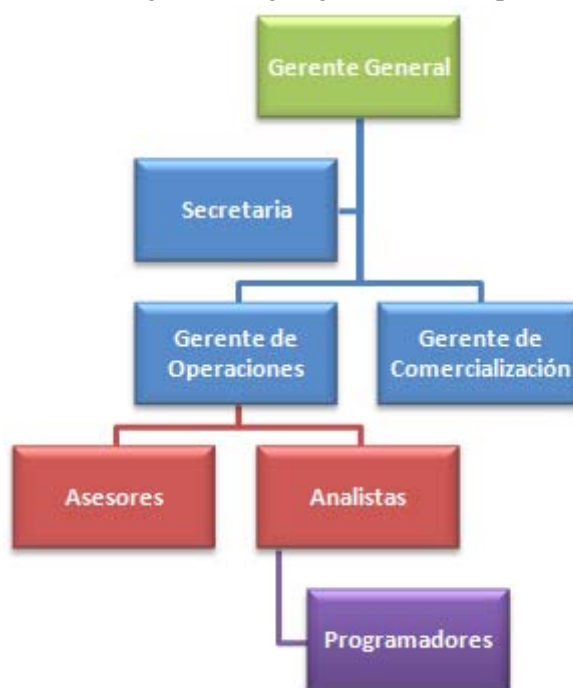 Gerente General
Secretaria
Gerente de
Operaciones
Gerente de
Comercialización
Asesores
Analistas
Programadores